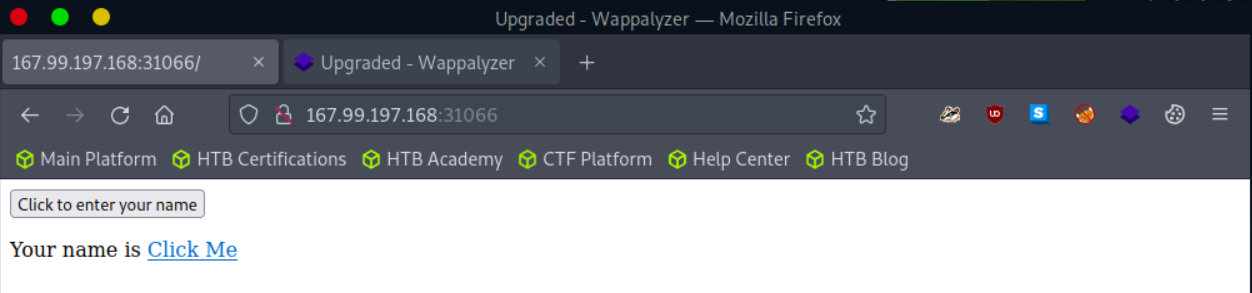 Upgraded - Wappalyzer — Mozilla Firefox
167.99.197.168:31066/ Upgraded - Wappalyzer
167.99.197.168:31066
Main Platform HTB Certifications HTB Academy CTF Platform Help Center HTB Blog
Click to enter your name
Your name is Click Me